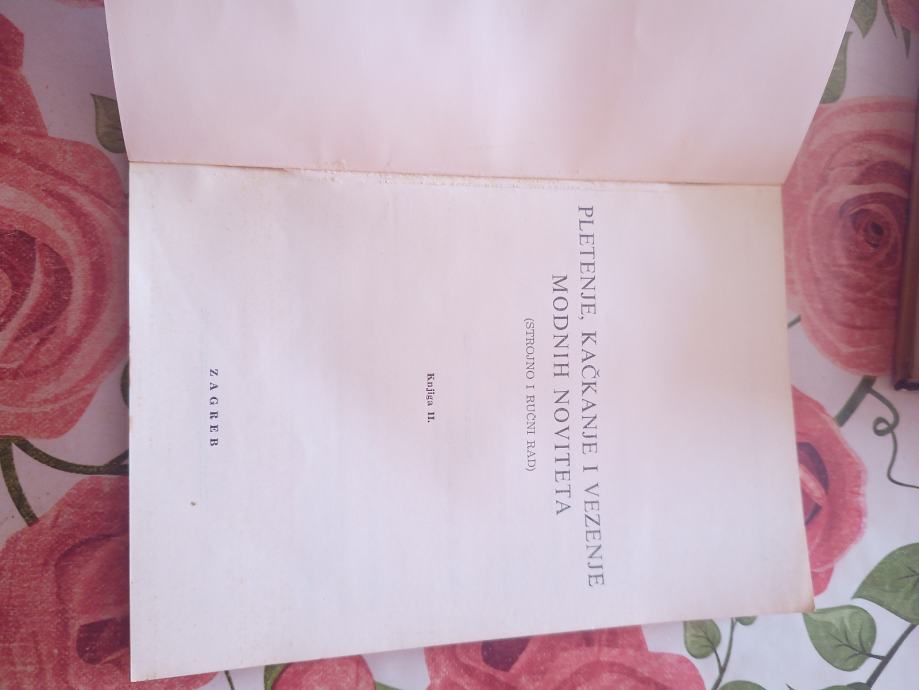 PLETENJE, KAČKANJE I VEZENJE
MODNIH NOVITETA
(STROJNO I RUČNI RAD)
Knjiga II.
ZAGREB